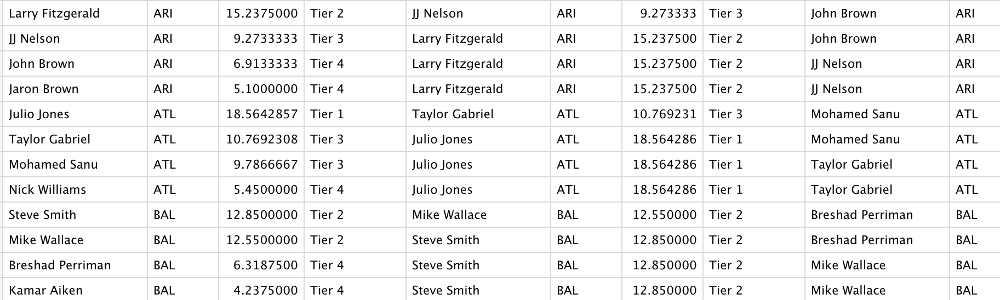 Larry Fitzgerald ARI 15.2375000 Tier 2 JJ Nelson ARI 9.273333 Tier 3 John Brown ARI
JJ Nelson ARI 9.2733333 Tier 3 Larry Fitzgerald ARI 15.237500 Tier 2 John Brown ARI
John Brown ARI 6.9133333 Tier 4 Larry Fitzgerald ARI 15.237500 Tier 2 JJ Nelson ARI
Jaron Brown ARI 5.1000000 Tier 4 Larry Fitzgerald ARI 15.237500 Tier 2 JJ Nelson ARI
Julio Jones ATL 18.5642857 Tier 1 Taylor Gabriel ATL 10.769231 Tier 3 Mohamed Sanu ATL
Taylor Gabriel ATL 10.7692308 Tier 3 Julio Jones ATL 18.564286 Tier 1 Mohamed Sanu ATL
Mohamed Sanu ATL 9.7866667 Tier 3 Julio Jones ATL 18.564286 Tier 1 Taylor Gabriel ATL
Nick Williams ATL 5.4500000 Tier 4 Julio Jones ATL 18.564286 Tier 1 Taylor Gabriel ATL
Steve Smith BAL 12.8500000 Tier 2 Mike Wallace BAL 12.550000 Tier 2 Breshad Perriman BAL
Mike Wallace BAL 12.5500000 Tier 2 Steve Smith BAL 12.850000 Tier 2 Breshad Perriman BAL
Breshad Perriman BAL 6.3187500 Tier 4 Steve Smith BAL 12.850000 Tier 2 Mike Wallace BAL
Kamar Aiken BAL 4.2375000 Tier 4 Steve Smith BAL 12.850000 Tier 2 Mike Wallace BAL